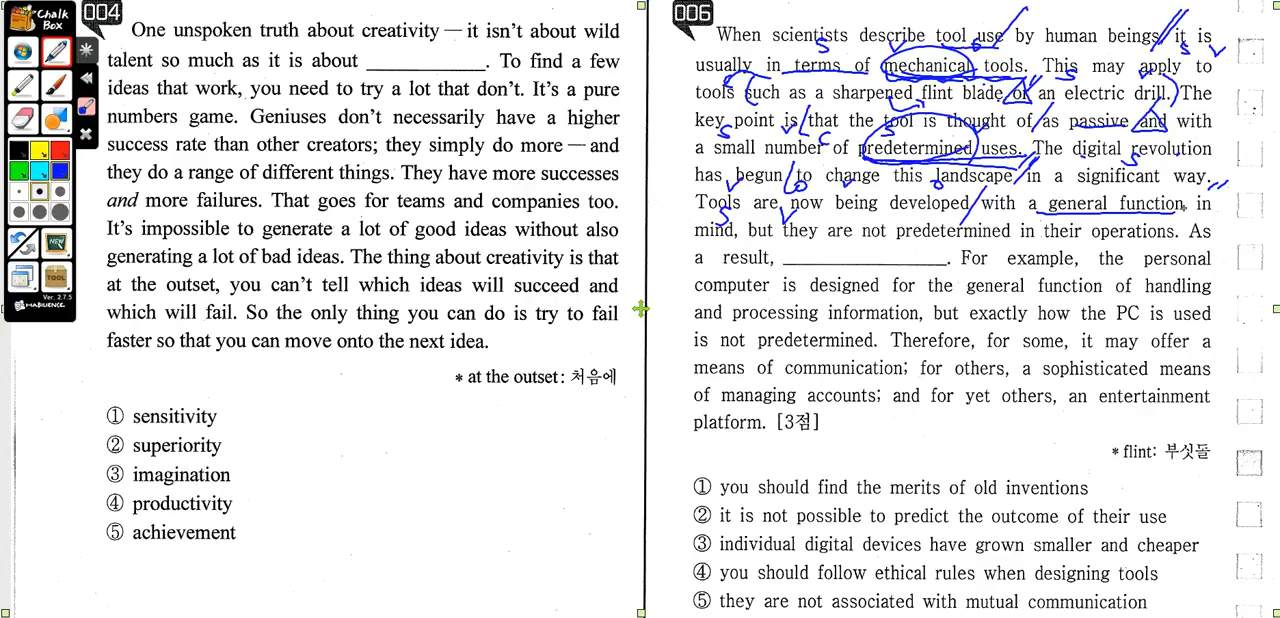 Chalk
Box
Ver. 2.7.5
MABILIENCE
004
One unspoken truth about creativity — it isn't about wild
talent so much as it is about ____________. To find a few
ideas that work, you need to try a lot that don't. It's a pure
numbers game. Geniuses don't necessarily have a higher
success rate than other creators; they simply do more — and
they do a range of different things. They have more successes
and more failures. That goes for teams and companies too.
It's impossible to generate a lot of good ideas without also
generating a lot of bad ideas. The thing about creativity is that
at the outset, you can't tell which ideas will succeed and
which will fail. So the only thing you can do is try to fail
faster so that you can move onto the next idea.
* at the outset: 처음에
① sensitivity
② superiority
③ imagination
④ productivity
⑤ achievement
006
When scientists describe tool use by human beings, it is
usually in terms of mechanical tools. This may apply to
tools such as a sharpened flint blade or an electric drill. The
key point is that the tool is thought of as passive and with
a small number of predetermined uses. The digital revolution
has begun to change this landscape in a significant way.
Tools are now being developed with a general function in
mind, but they are not predetermined in their operations. As
a result, ________________. For example, the personal
computer is designed for the general function of handling
and processing information, but exactly how the PC is used
is not predetermined. Therefore, for some, it may offer a
means of communication; for others, a sophisticated means
of managing accounts; and for yet others, an entertainment
platform. [3점]
* flint: 부싯돌
① you should find the merits of old inventions
② it is not possible to predict the outcome of their use
③ individual digital devices have grown smaller and cheaper
④ you should follow ethical rules when designing tools
⑤ they are not associated with mutual communication